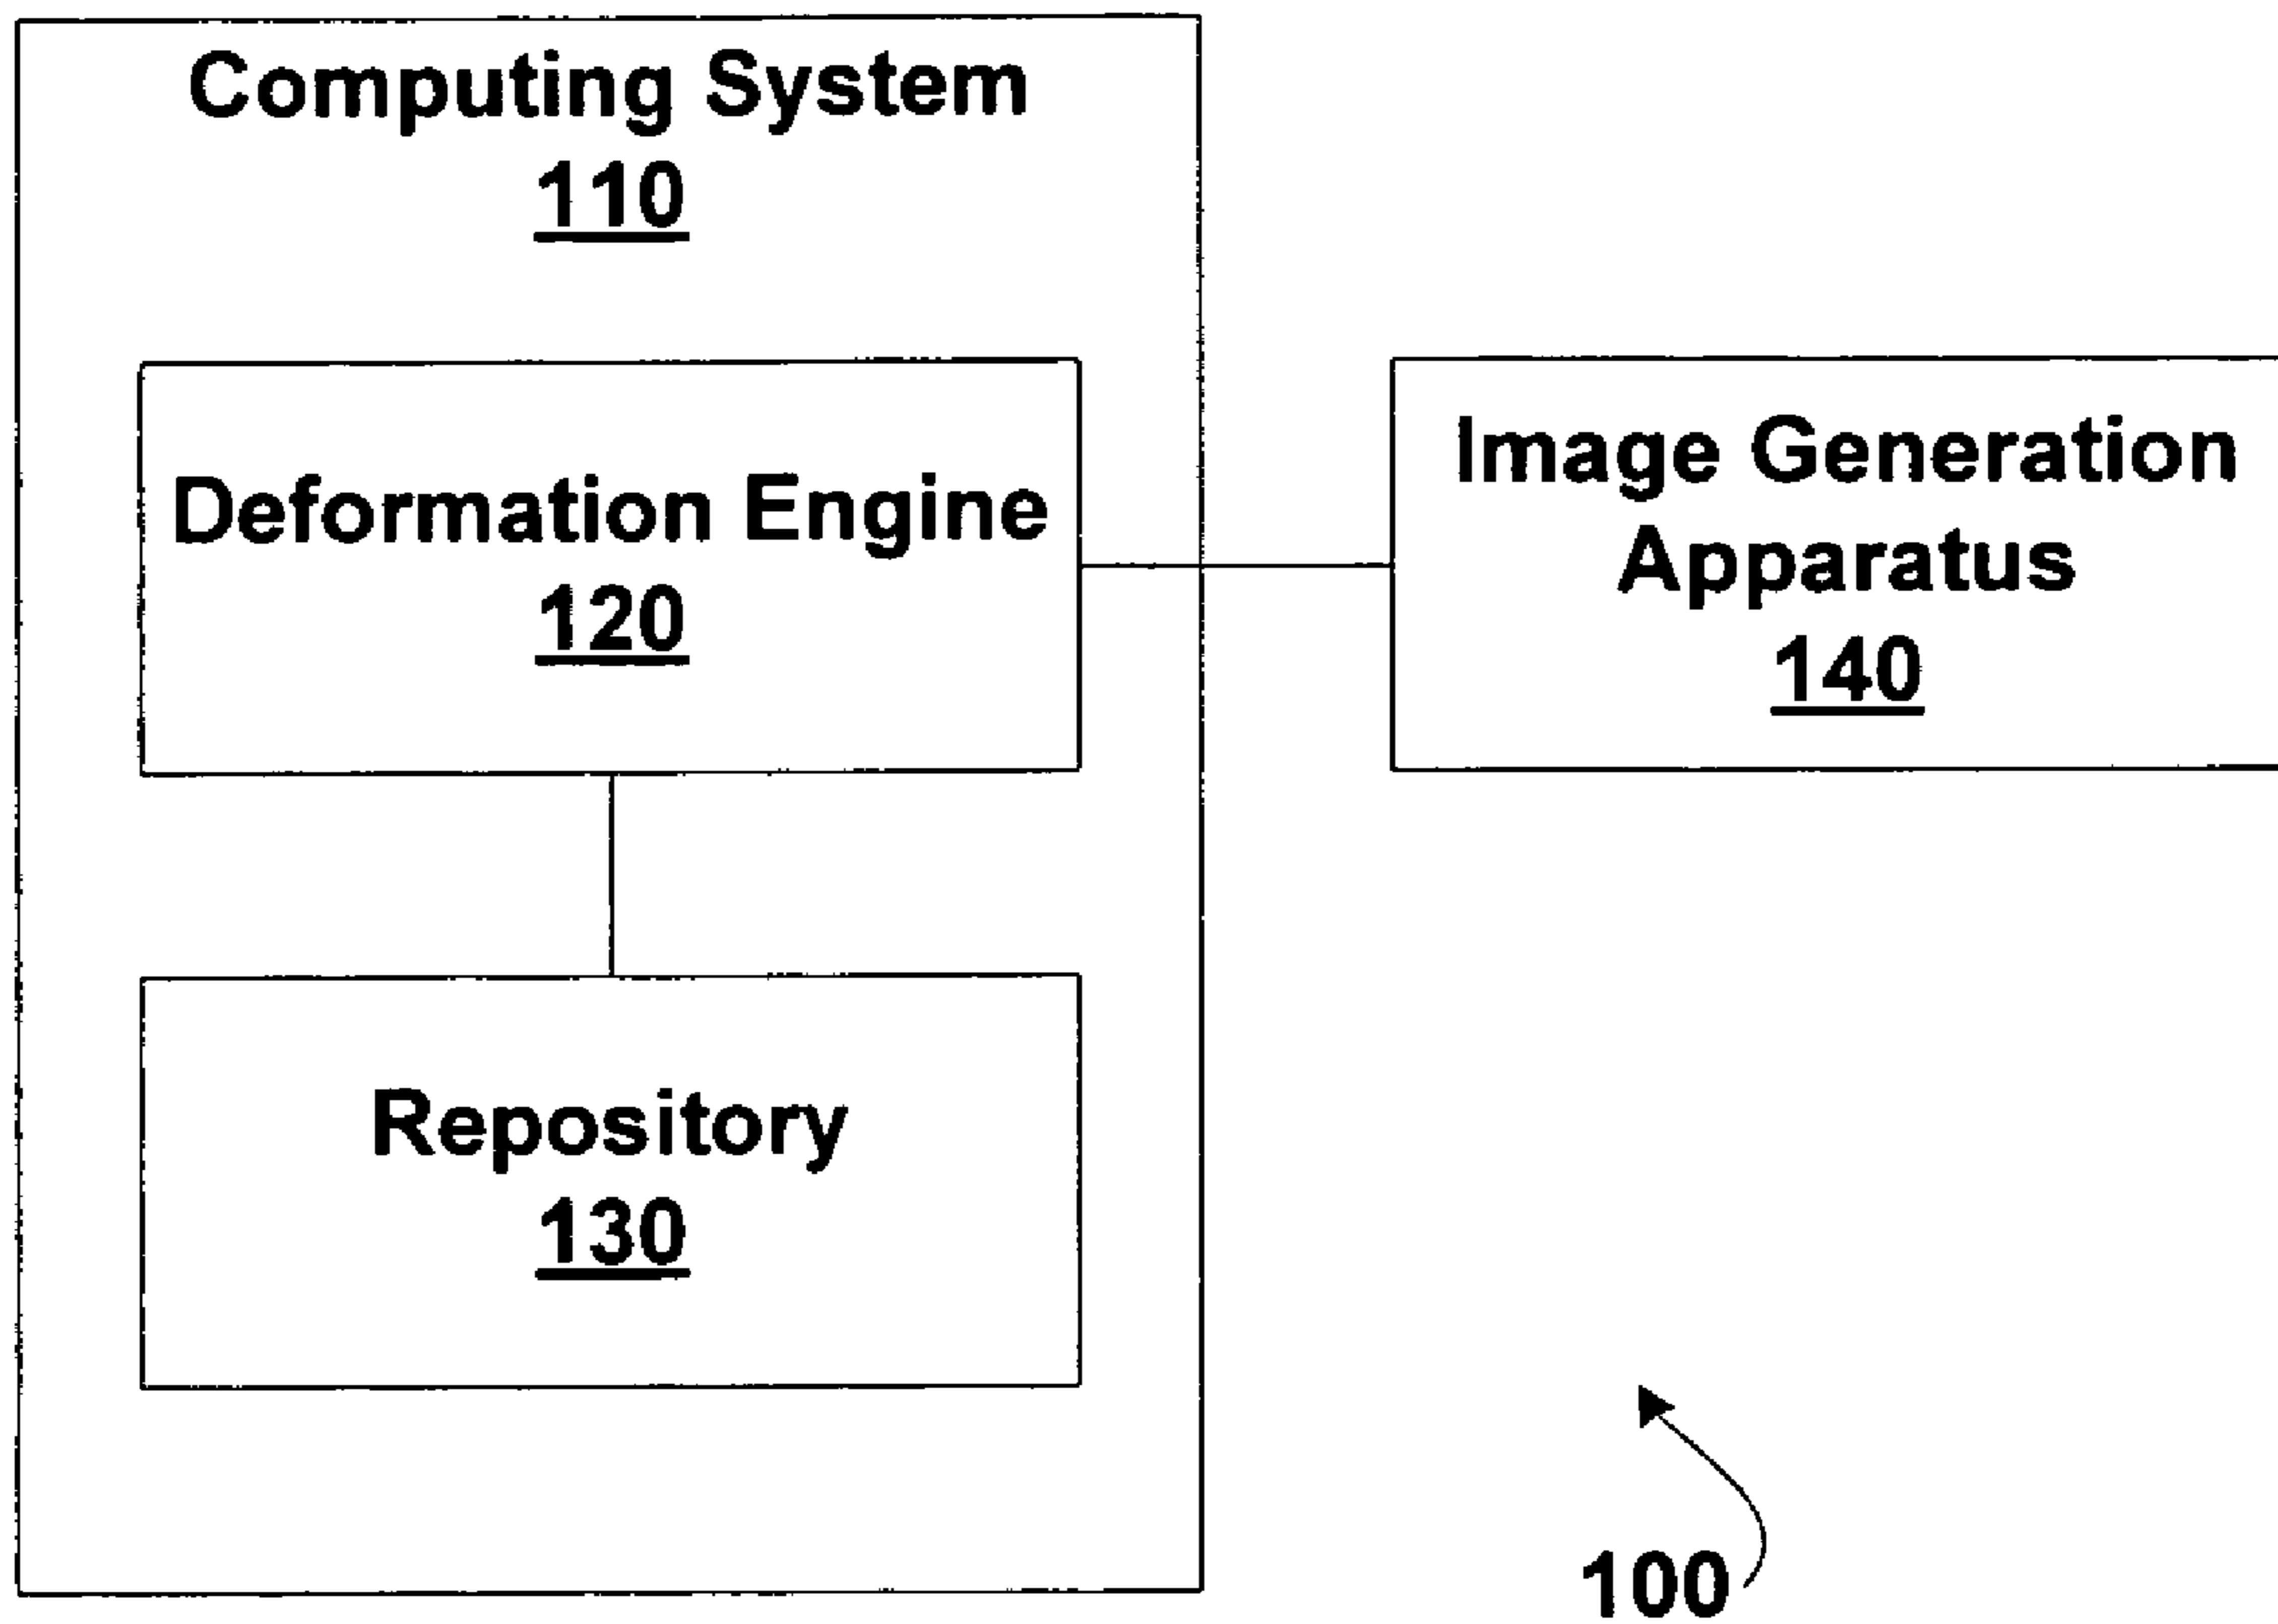 Computing System
110
Deformation Engine
120
Image Generation
Apparatus
140
Repository
130
100